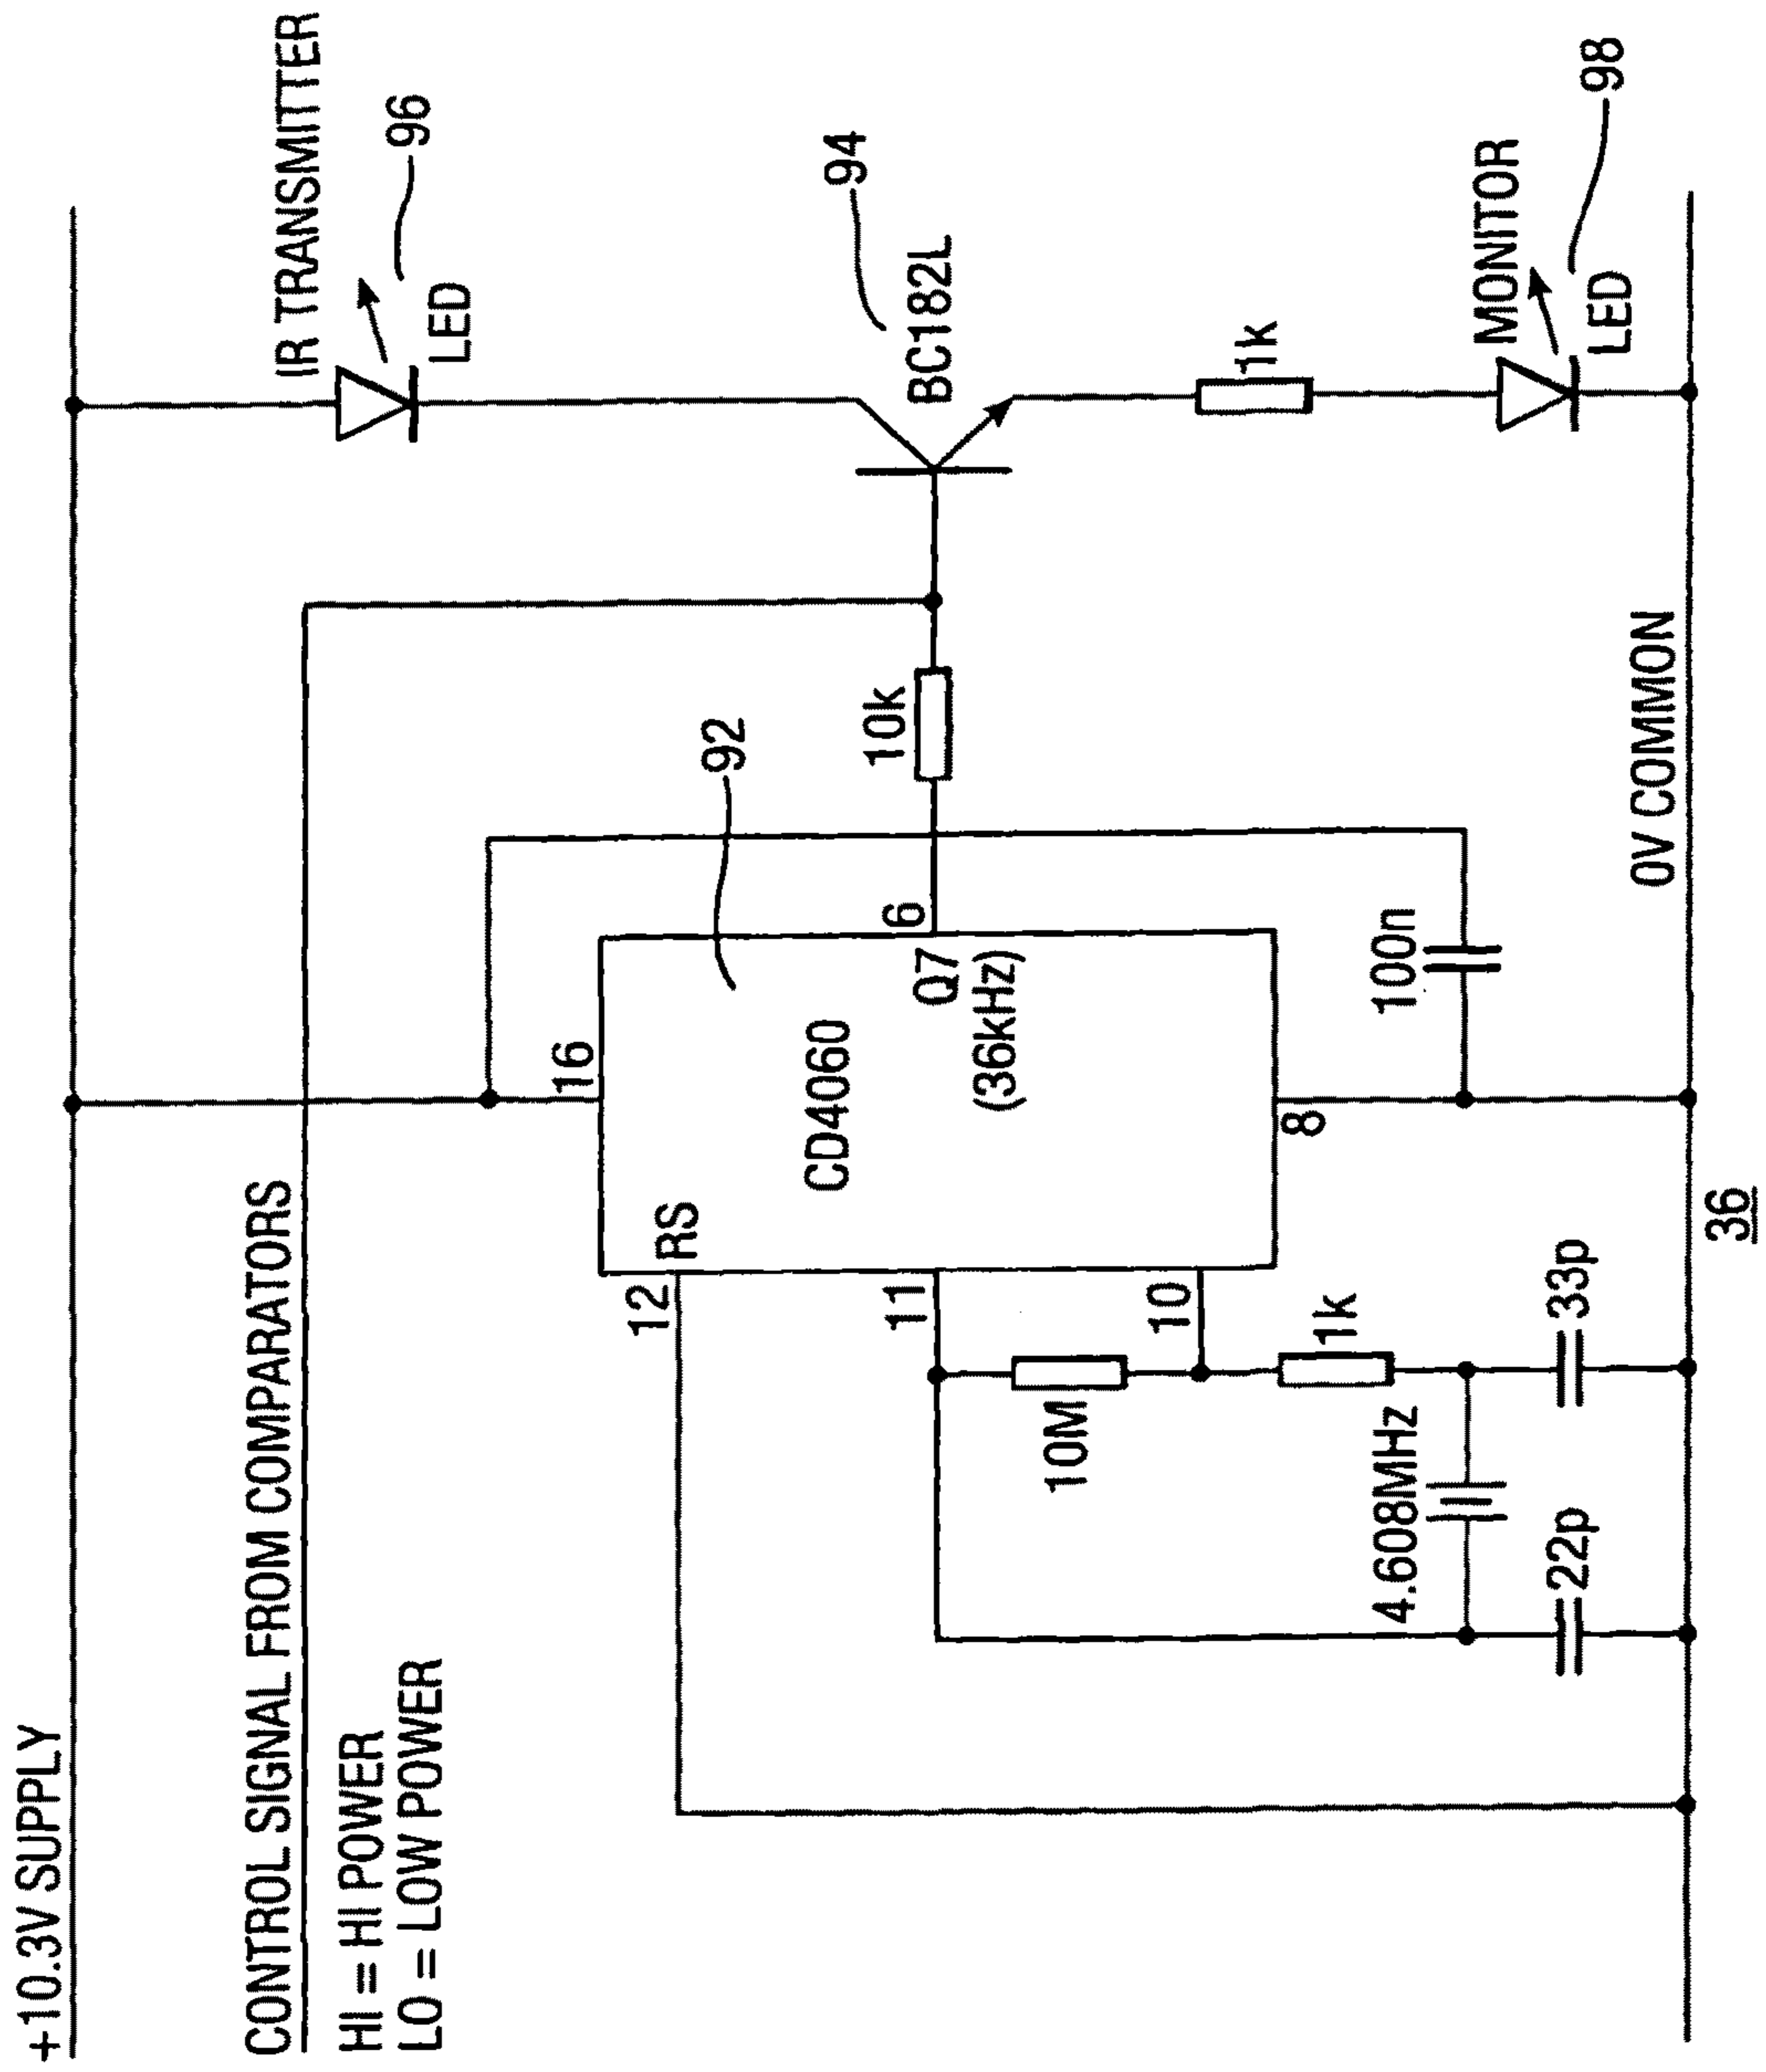 +10.3V SUPPLY
CONTROL SIGNAL FROM COMPARATORS
HI = HI POWER
LO = LOW POWER
IR TRANSMITTER
96
LED
94
BC182L
92
10k
16
12
RS
CD4060
6
Q7
(36kHz)
11
10
8
10M
1k
4.608MHz
22p
33p
100n
1k
MONITOR
98
LED
0V COMMON
36